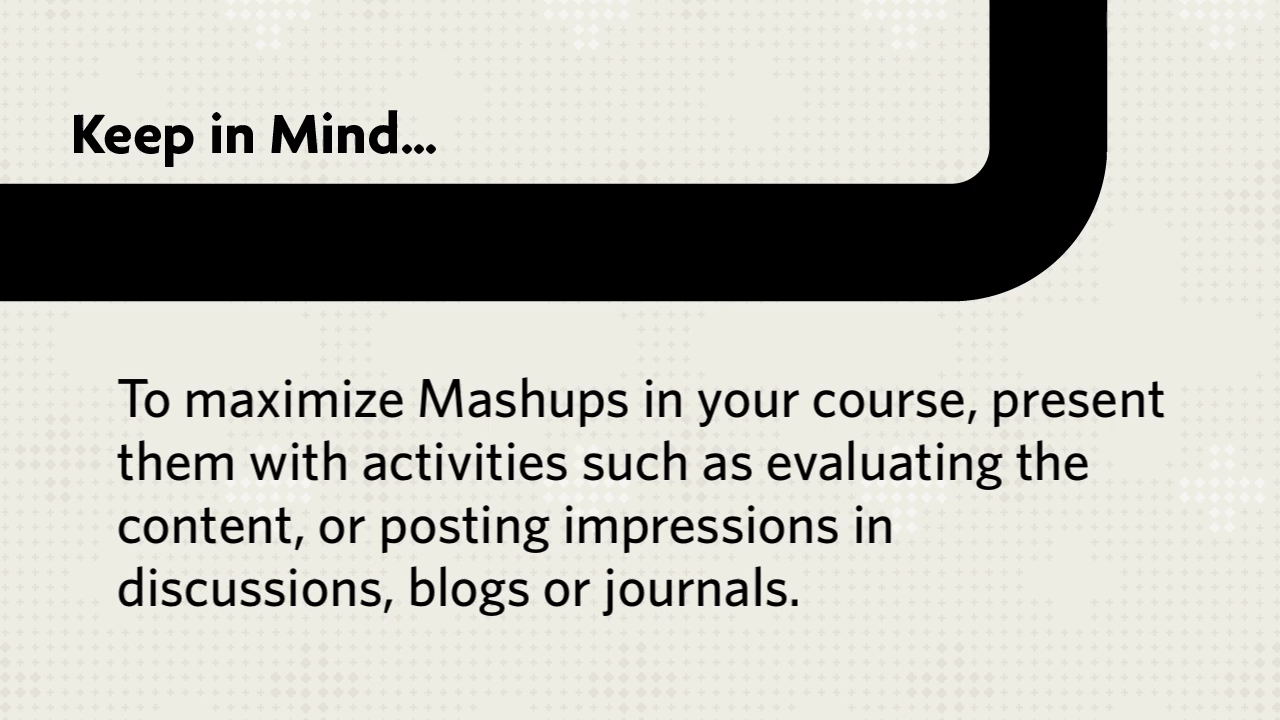 Keep in Mind...
To maximize Mashups in your course, present
them with activities such as evaluating the
content, or posting impressions in
discussions, blogs or journals.